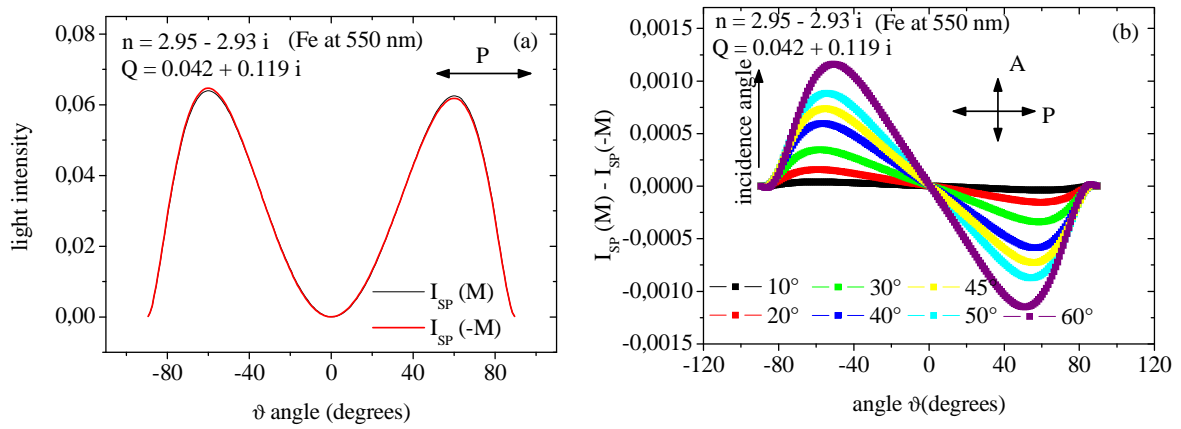 n = 2.95 - 2.93 i (Fe at 550 nm) (a)
Q = 0.042 + 0.119 i
P
0,08
0,06
0,04
0,02
0,00
light intensity
I_SP (M)
I_SP (-M)
-80 -40 0 40 80
ϑ angle (degrees)
n = 2.95 - 2.93 i (Fe at 550 nm) (b)
Q = 0.042 + 0.119 i
A
P
incidence angle
0,0015
0,0010
0,0005
0,0000
-0,0005
-0,0010
-0,0015
I_SP (M) - I_SP (-M)
10° 30° 45
20° 40° 50° 60°
-120 -80 -40 0 40 80 120
angle ϑ(degrees)